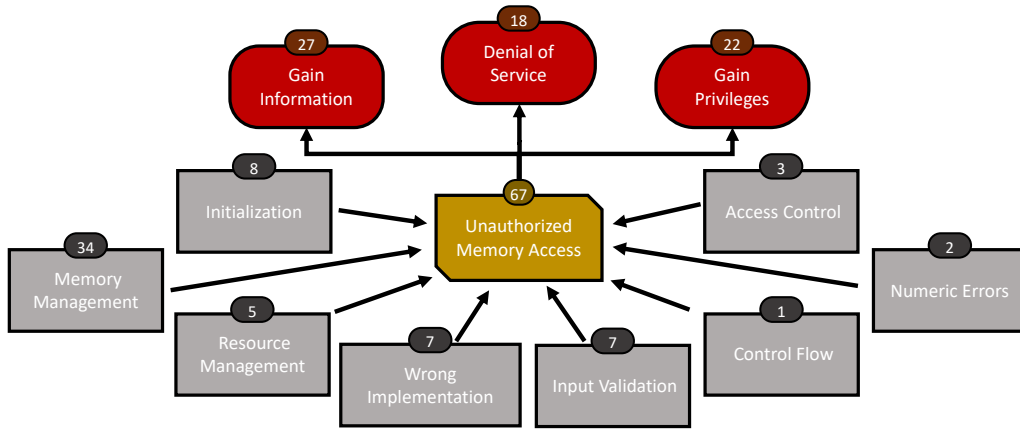 27
Gain
Information
18
Denial of
Service
22
Gain
Privileges
8
Initialization
67
Unauthorized
Memory Access
3
Access Control
34
Memory
Management
2
Numeric Errors
5
Resource
Management
7
Wrong
Implementation
7
Input Validation
1
Control Flow